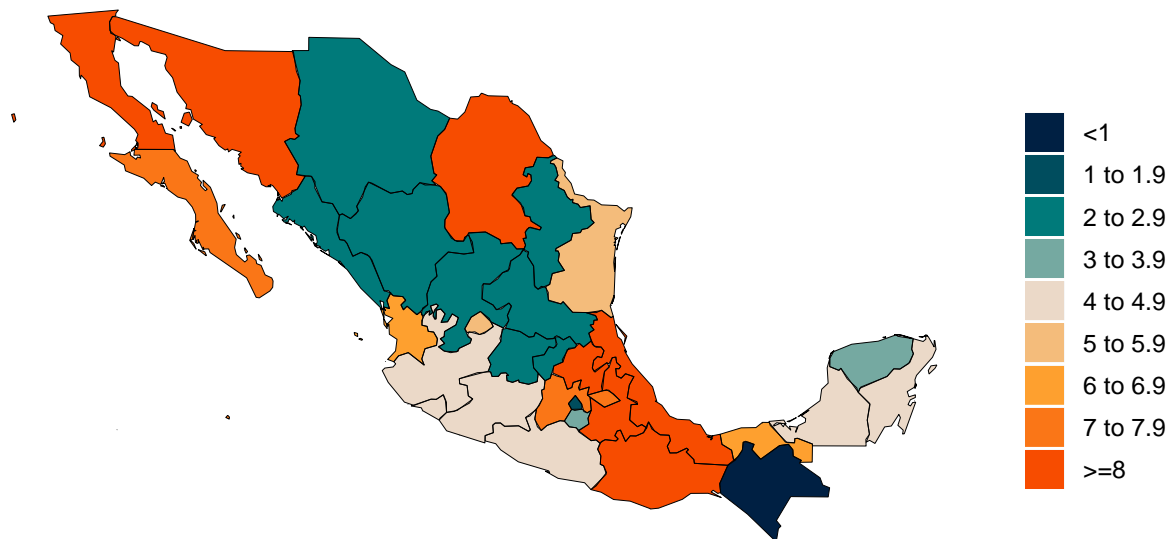 <1
1 to 1.9
2 to 2.9
3 to 3.9
4 to 4.9
5 to 5.9
6 to 6.9
7 to 7.9
>=8